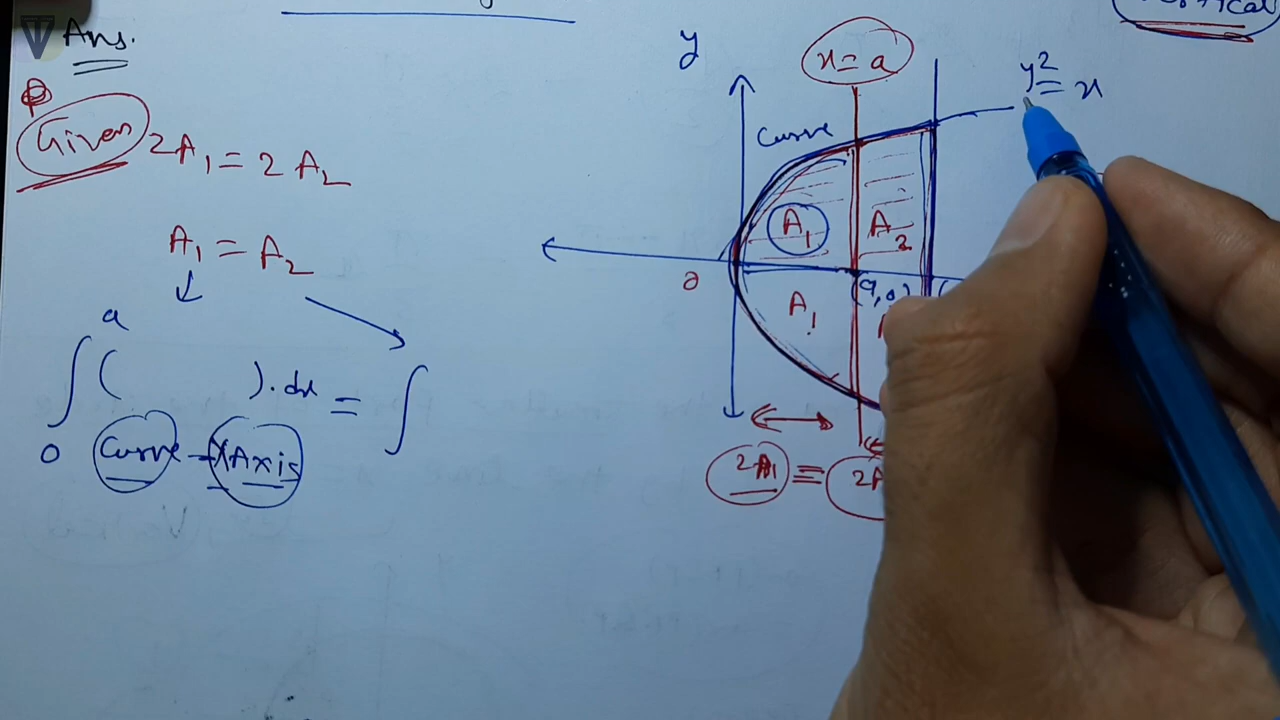 Ans.
Given 2A₁ = 2A₂
A₁ = A₂
a
∫ ( ).dx = ∫
0 Curve - X Axis
y
x = a
y² = x
Curve
A₁ A₂
0
(a,0) (
A₁
2A₁ = 2A